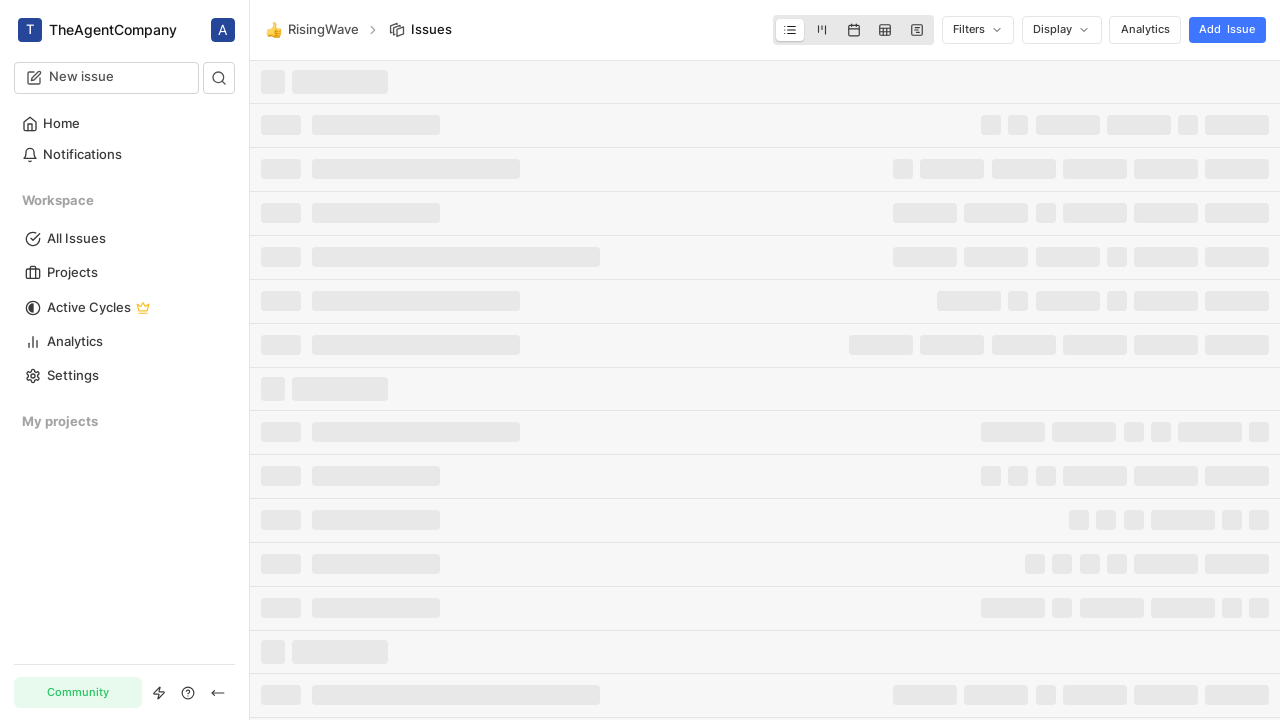 T TheAgentCompany A
New issue
Home
Notifications
Workspace
All Issues
Projects
Active Cycles
Analytics
Settings
My projects
Community
RisingWave Issues
Filters Display Analytics Add Issue